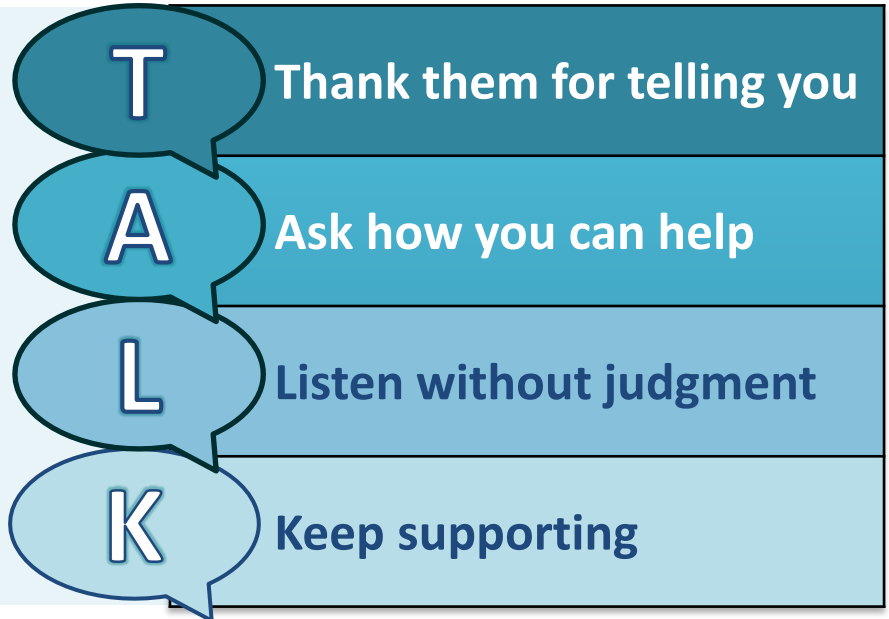 T Thank them for telling you
A Ask how you can help
L Listen without judgment
K Keep supporting